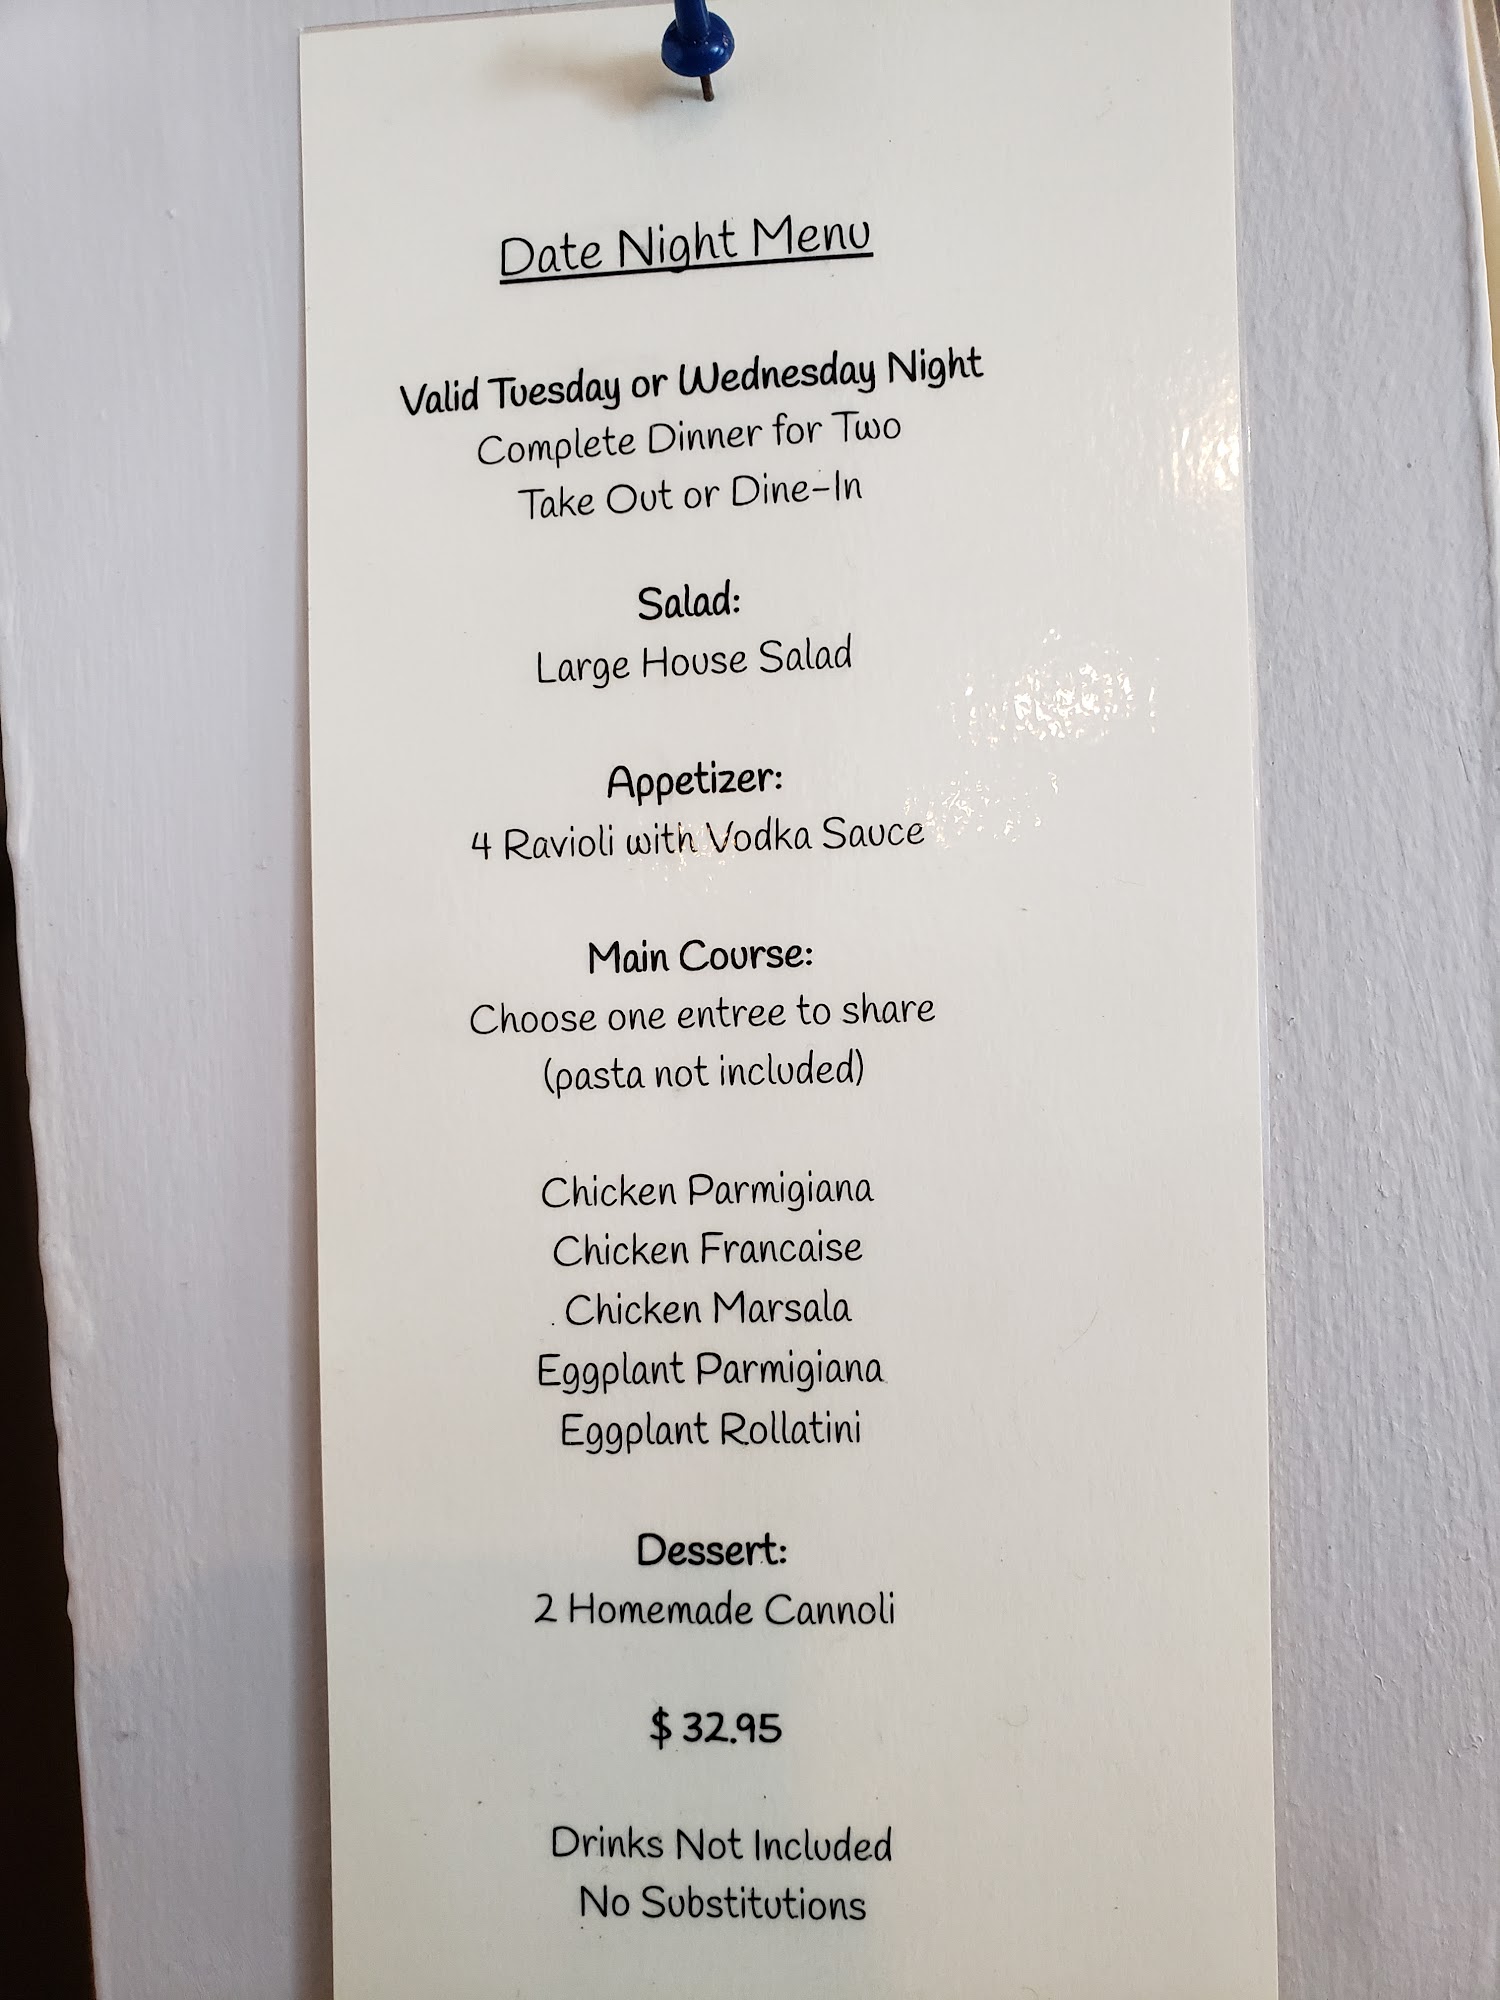 Date Night Menu
Valid Tuesday or Wednesday Night
Complete Dinner for Two
Take Out or Dine-In
Salad:
Large House Salad
Appetizer:
4 Ravioli with Vodka Sauce
Main Course:
Choose one entree to share
(pasta not included)
Chicken Parmigiana
Chicken Francaise
Chicken Marsala
Eggplant Parmigiana
Eggplant Rollatini
Dessert:
2 Homemade Cannoli
$ 32.95
Drinks Not Included
No Substitutions